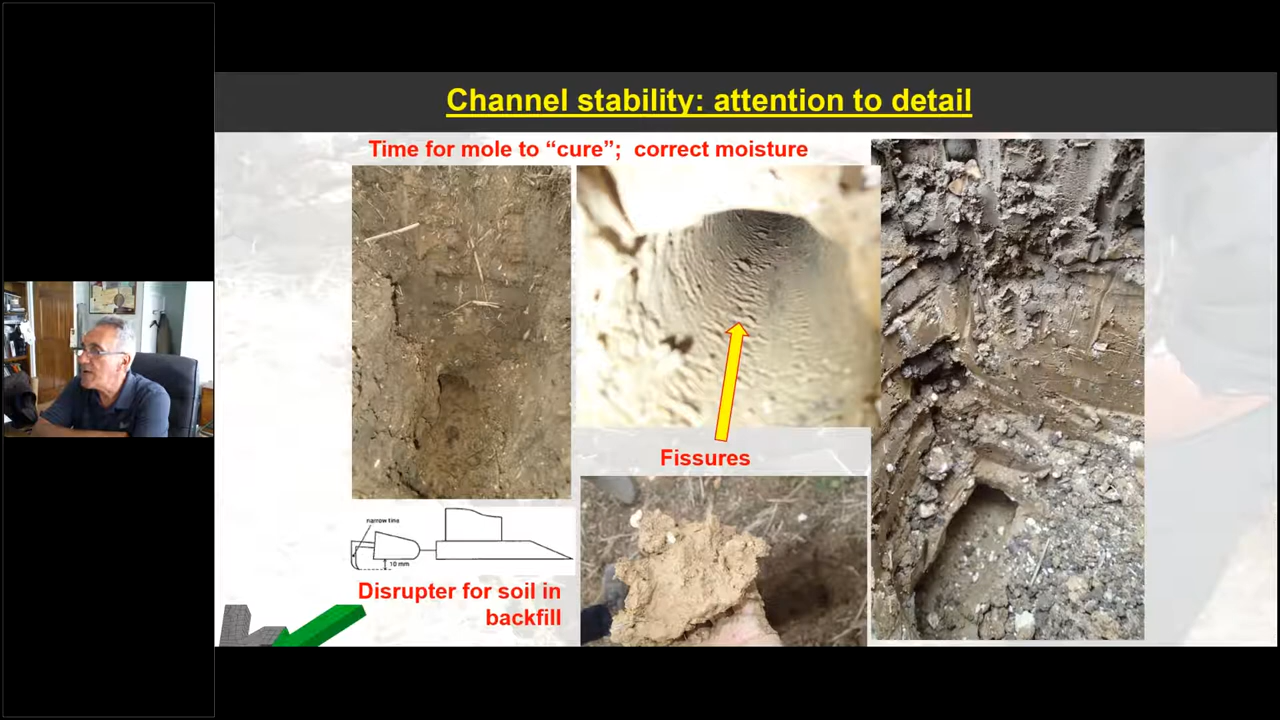 Channel stability: attention to detail
Time for mole to “cure”; correct moisture
Fissures
narrow tine
10 mm
Disrupter for soil in
backfill